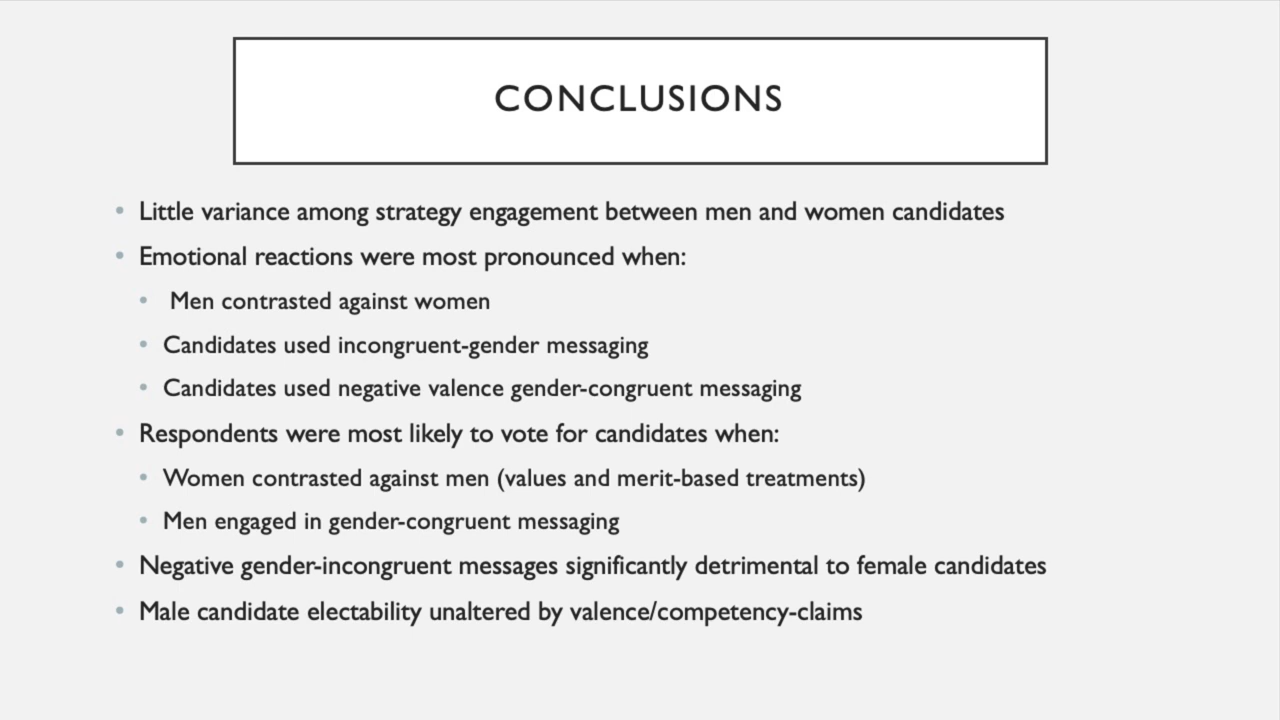 CONCLUSIONS
• Little variance among strategy engagement between men and women candidates
• Emotional reactions were most pronounced when:
• Men contrasted against women
• Candidates used incongruent-gender messaging
• Candidates used negative valence gender-congruent messaging
• Respondents were most likely to vote for candidates when:
• Women contrasted against men (values and merit-based treatments)
• Men engaged in gender-congruent messaging
• Negative gender-incongruent messages significantly detrimental to female candidates
• Male candidate electability unaltered by valence/competency-claims